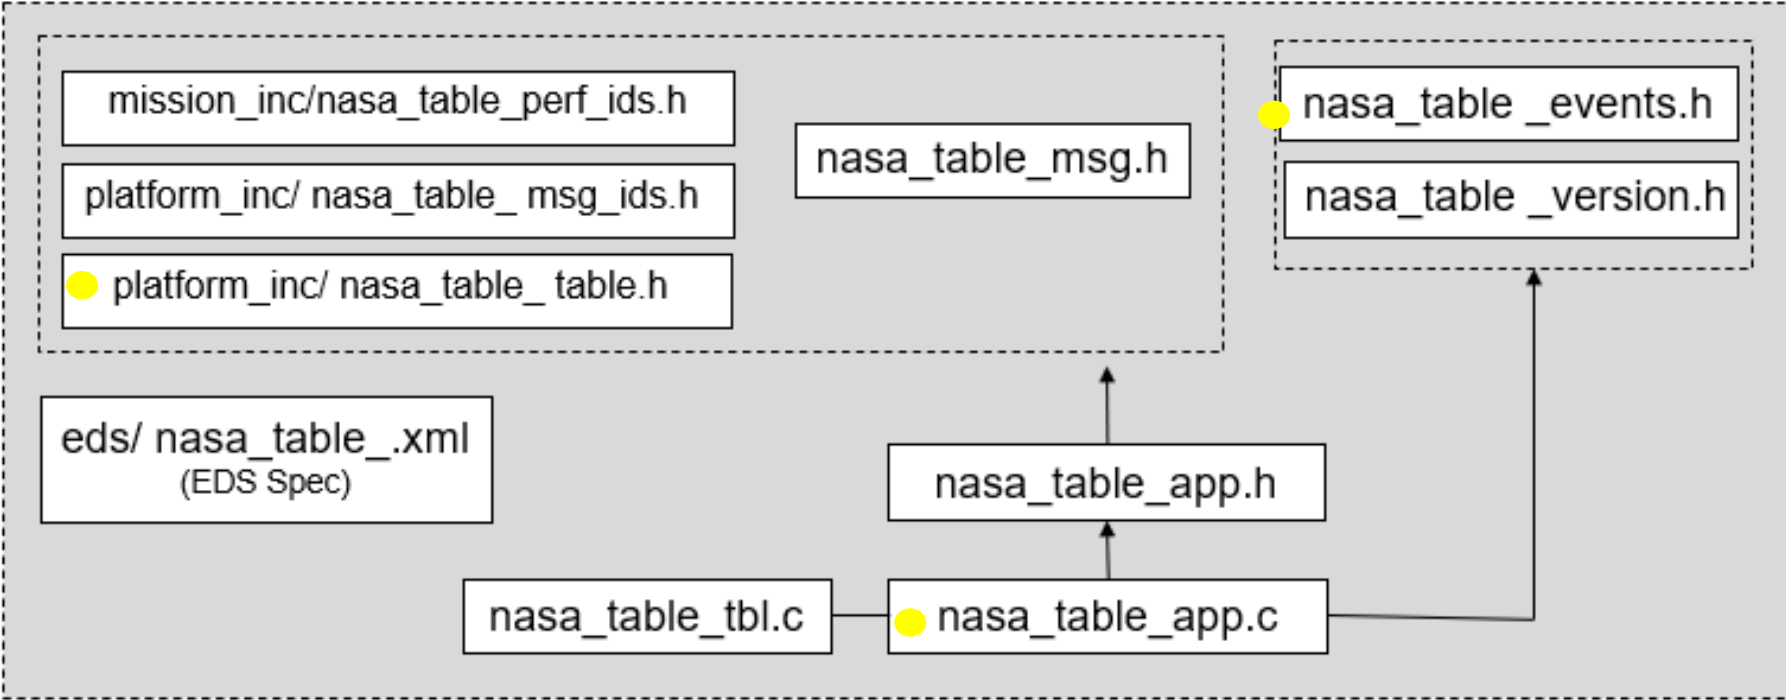 mission_inc/nasa_table_perf_ids.h
platform_inc/ nasa_table_ msg_ids.h
platform_inc/ nasa_table_ table.h
nasa_table_msg.h
nasa_table _events.h
nasa_table _version.h
eds/ nasa_table_.xml
(EDS Spec)
nasa_table_app.h
nasa_table_tbl.c
nasa_table_app.c